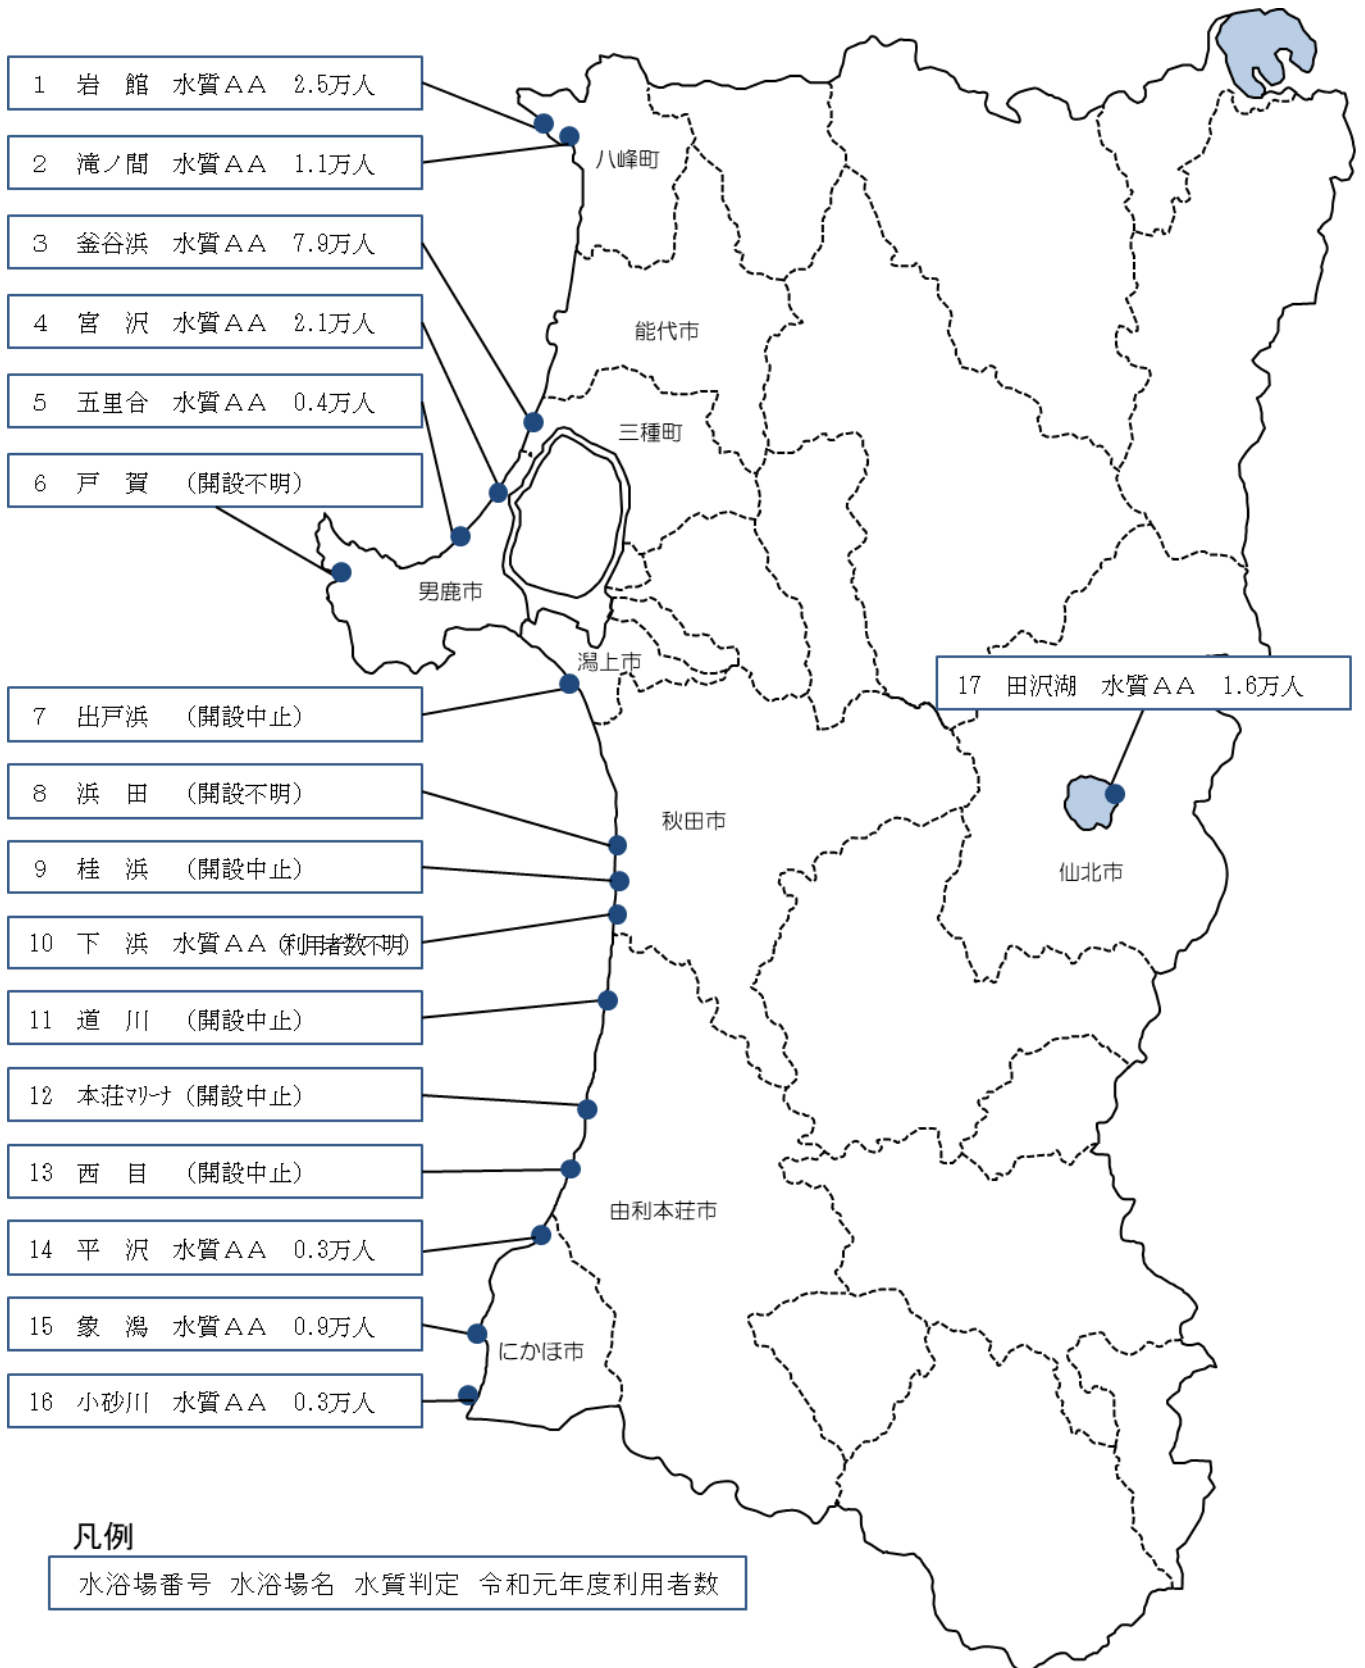 1 岩 館 水質AA 2.5万人
2 滝ノ間 水質AA 1.1万人
3 釜谷浜 水質AA 7.9万人
4 宮 沢 水質AA 2.1万人
5 五里合 水質AA 0.4万人
6 戸 賀 (開設不明)
7 出戸浜 (開設中止)
8 浜 田 (開設不明)
9 桂 浜 (開設中止)
10 下 浜 水質AA (利用者数不明)
11 道 川 (開設中止)
12 本荘マリーナ (開設中止)
13 西 目 (開設中止)
14 平 沢 水質AA 0.3万人
15 象 潟 水質AA 0.9万人
16 小砂川 水質AA 0.3万人
17 田沢湖 水質AA 1.6万人
八峰町
能代市
三種町
男鹿市
潟上市
秋田市
仙北市
由利本荘市
にかほ市
凡例
水浴場番号 水浴場名 水質判定 令和元年度利用者数